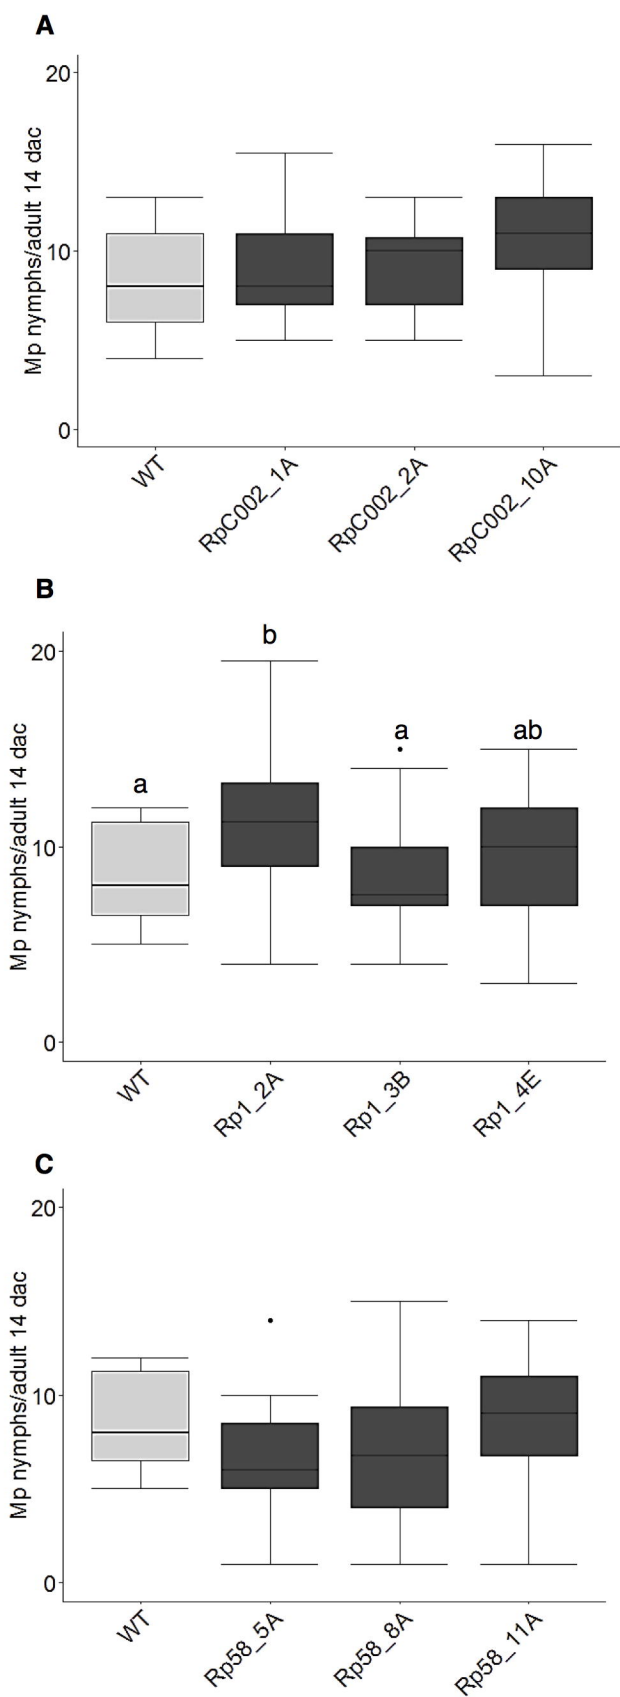 A
Mp nymphs/adult 14 dac
20
10
0
WT
RpC002_1A
RpC002_2A
RpC002_10A
B
Mp nymphs/adult 14 dac
20
10
0
a
b
a
ab
WT
Rp1_2A
Rp1_3B
Rp1_4E
C
Mp nymphs/adult 14 dac
20
10
0
WT
Rp58_5A
Rp58_8A
Rp58_11A